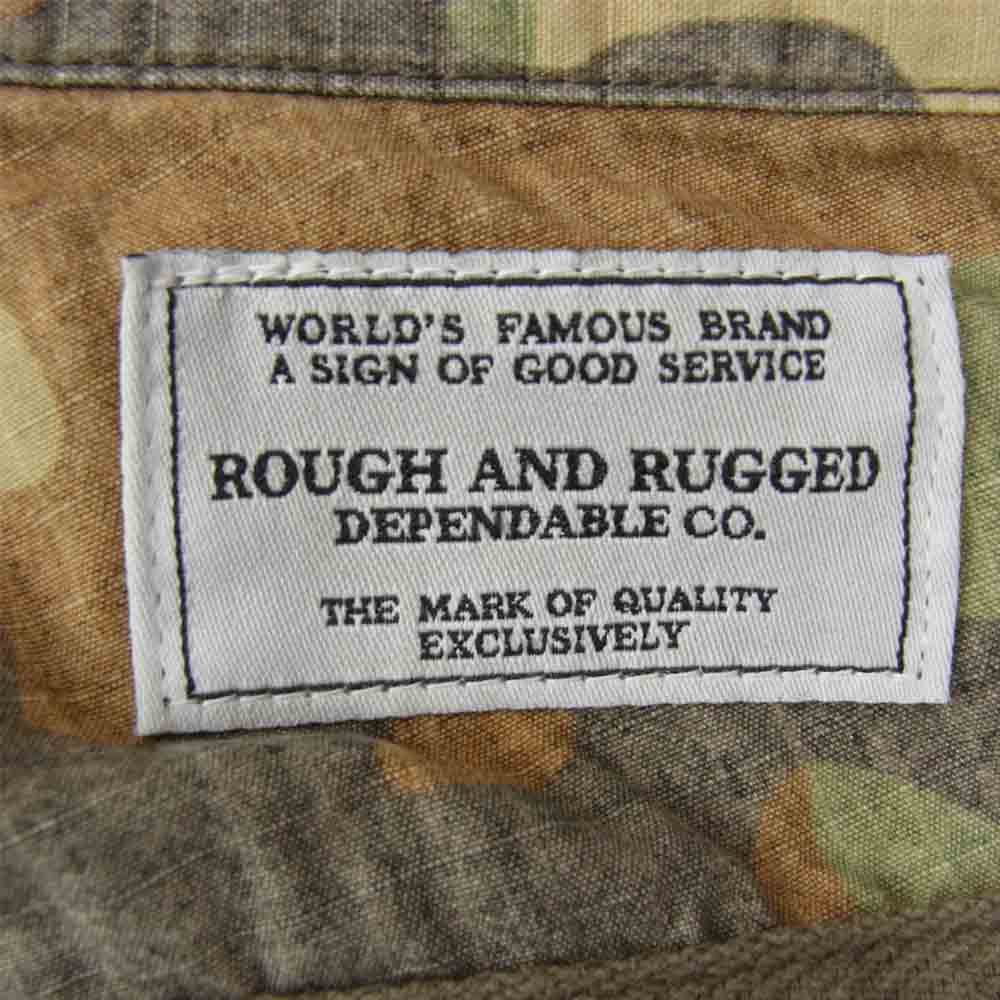 WORLD'S FAMOUS BRAND
A SIGN OF GOOD SERVICE
ROUGH AND RUGGED
DEPENDABLE CO.
THE MARK OF QUALITY
EXCLUSIVELY